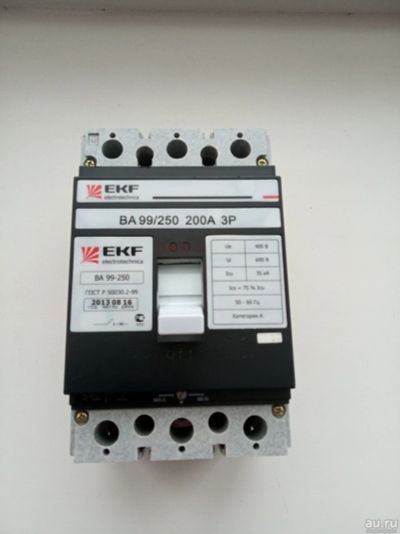 EKF
electrotechnica
ВА 99/250 200А 3Р
EKF
electrotechnica
ВА 99-250
ГОСТ Р 50030.2-99
2013 08 16
Ue 400 В
Ui 690 В
Icu 35 кА
Ics = 75 % Icu
50 - 60 Гц
Категория А
off
au.ru